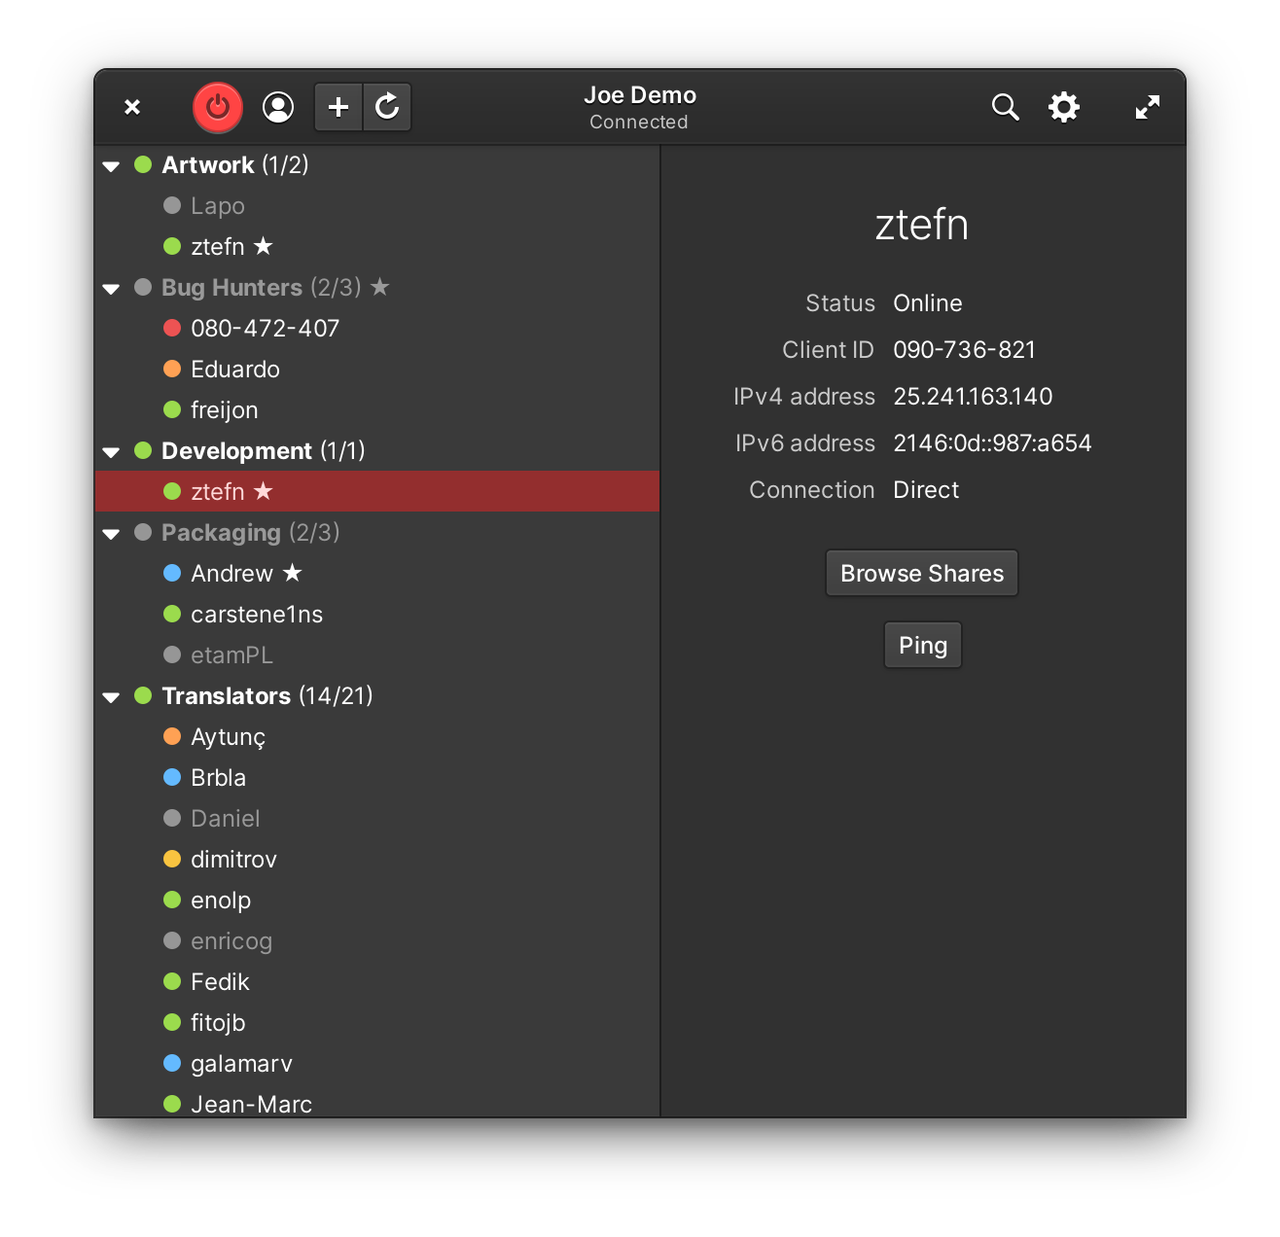 Joe Demo
Connected
Artwork (1/2)
Lapo
ztefn ★
Bug Hunters (2/3) ★
080-472-407
Eduardo
freijon
Development (1/1)
ztefn ★
Packaging (2/3)
Andrew ★
carstene1ns
etamPL
Translators (14/21)
Aytunç
Brbla
Daniel
dimitrov
enolp
enricog
Fedik
fitojb
galamarv
Jean-Marc
ztefn
Status Online
Client ID 090-736-821
IPv4 address 25.241.163.140
IPv6 address 2146:0d::987:a654
Connection Direct
Browse Shares
Ping